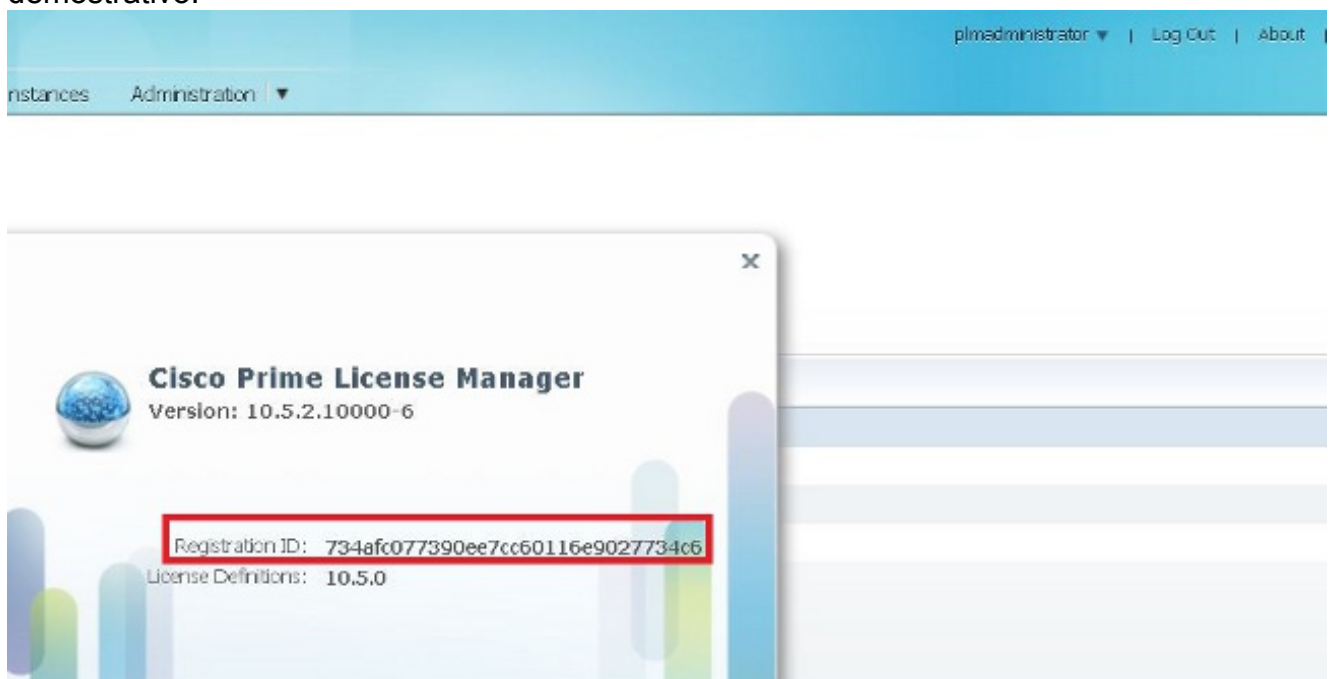 demostrativo.
plmadministrator ▼ | Log Out | About |
nstances Administration | ▼
x
Cisco Prime License Manager
Version: 10.5.2.10000-6
Registration ID: 734afc077390ee7cc60116e9027734c6
License Definitions: 10.5.0